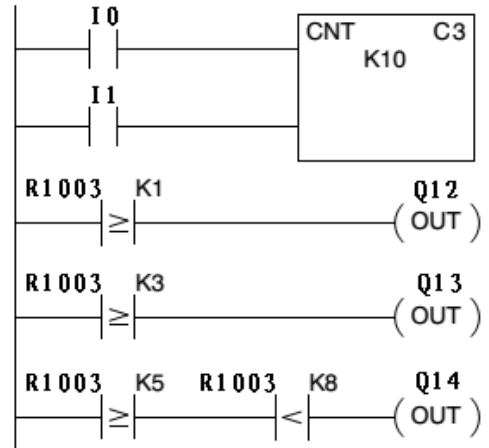 I0
CNT C3
K10
I1
R1003 K1 Q12
≥ ( OUT )
R1003 K3 Q13
≥ ( OUT )
R1003 K5 R1003 K8 Q14
≥ < ( OUT )